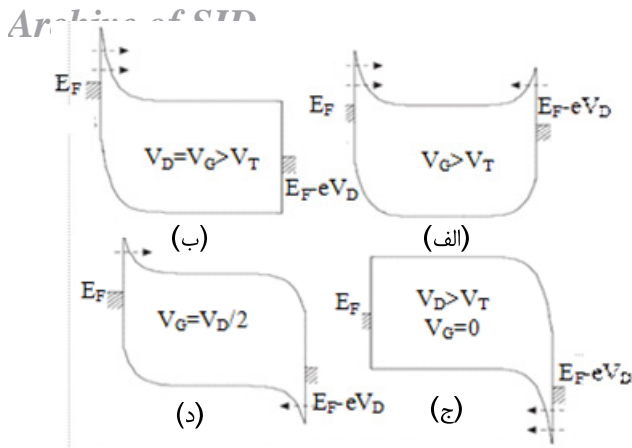 Archive of SID
E_F
V_D=V_G>V_T
E_F-eV_D
(ب)
E_F
V_G>V_T
E_F-eV_D
(الف)
E_F
V_G=V_D/2
E_F-eV_D
(د)
E_F
V_D>V_T
V_G=0
E_F-eV_D
(ج)